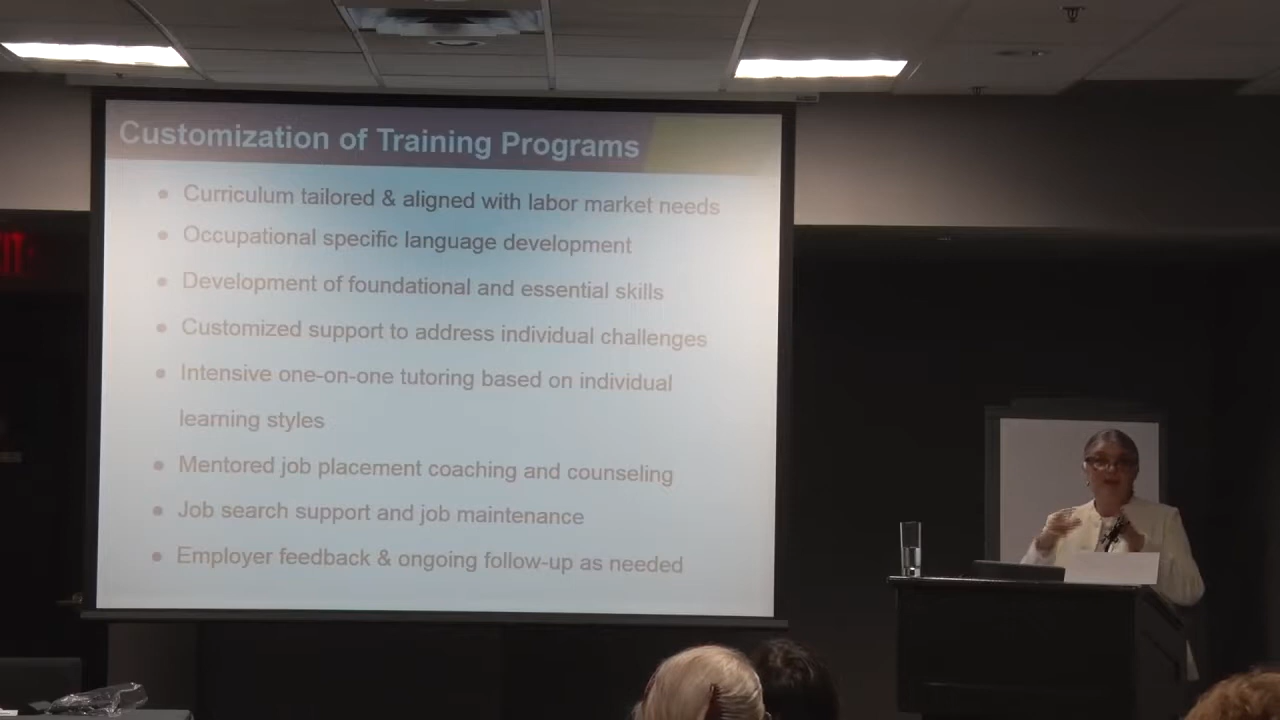 Customization of Training Programs
• Curriculum tailored & aligned with labor market needs
• Occupational specific language development
• Development of foundational and essential skills
• Customized support to address individual challenges
• Intensive one-on-one tutoring based on individual
learning styles
• Mentored job placement coaching and counseling
• Job search support and job maintenance
• Employer feedback & ongoing follow-up as needed